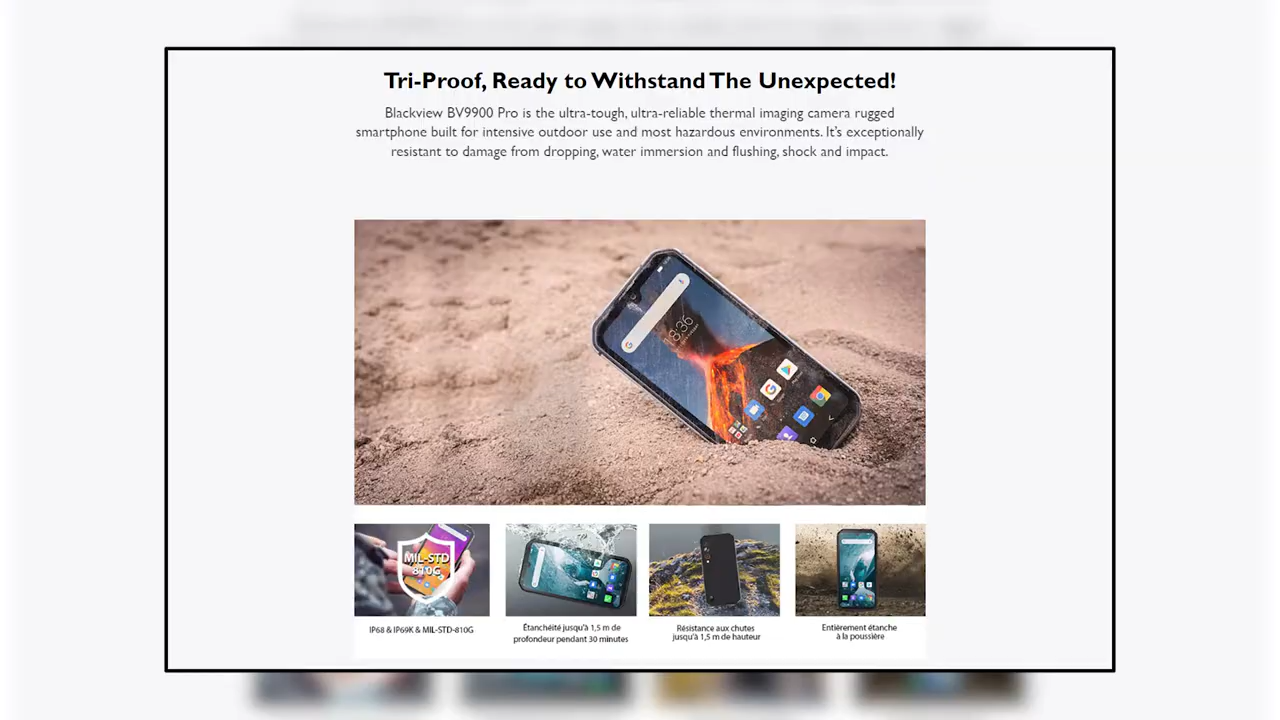 Tri-Proof, Ready to Withstand The Unexpected!
Blackview BV9900 Pro is the ultra-tough, ultra-reliable thermal imaging camera rugged
smartphone built for intensive outdoor use and most hazardous environments. It's exceptionally
resistant to damage from dropping, water immersion and flushing, shock and impact.
18:36
MIL-STD
810G
IP68 & IP69K & MIL-STD-810G
Étanchéité jusqu'à 1,5 m de
profondeur pendant 30 minutes
Résistance aux chutes
jusqu'à 1,5 m de hauteur
Entièrement étanche
à la poussière